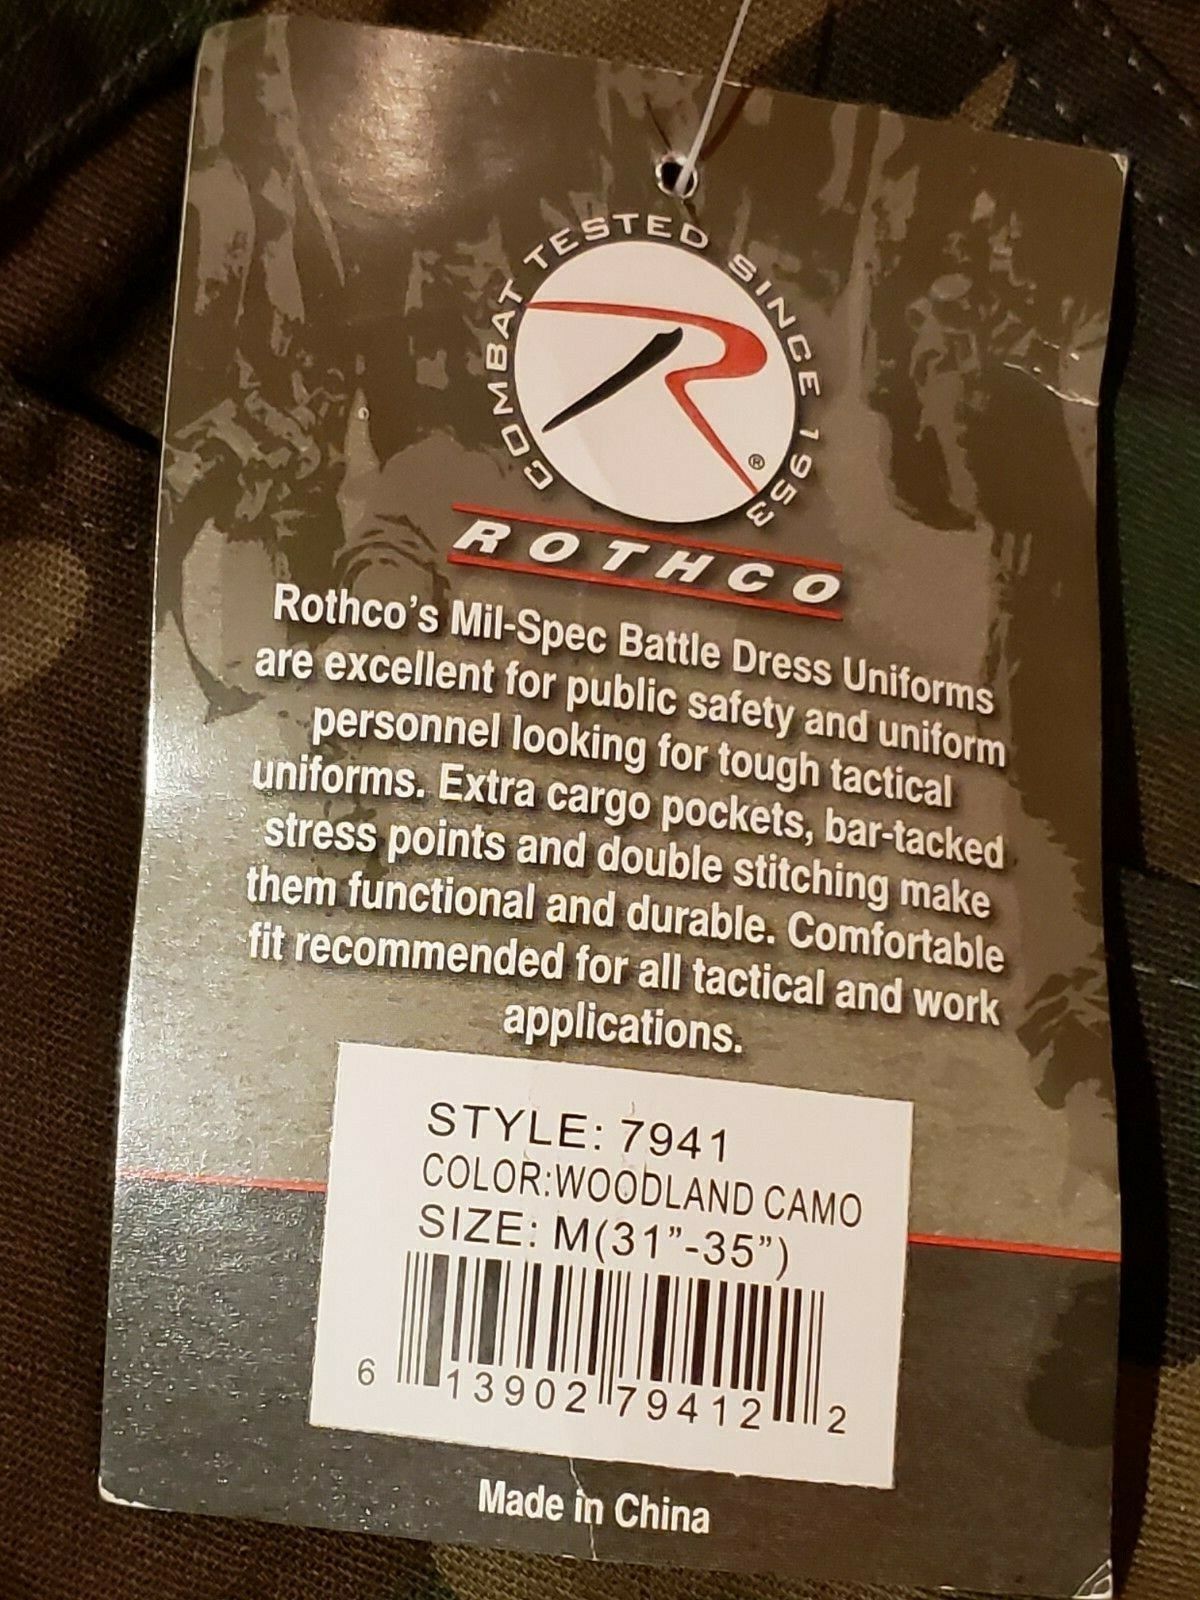 COMBAT TESTED SINCE 1953
R ®
ROTHCO
Rothco's Mil-Spec Battle Dress Uniforms
are excellent for public safety and uniform
personnel looking for tough tactical
uniforms. Extra cargo pockets, bar-tacked
stress points and double stitching make
them functional and durable. Comfortable
fit recommended for all tactical and work
applications.
STYLE: 7941
COLOR:WOODLAND CAMO
SIZE: M(31"-35")
6 13902 79412 2
Made in China